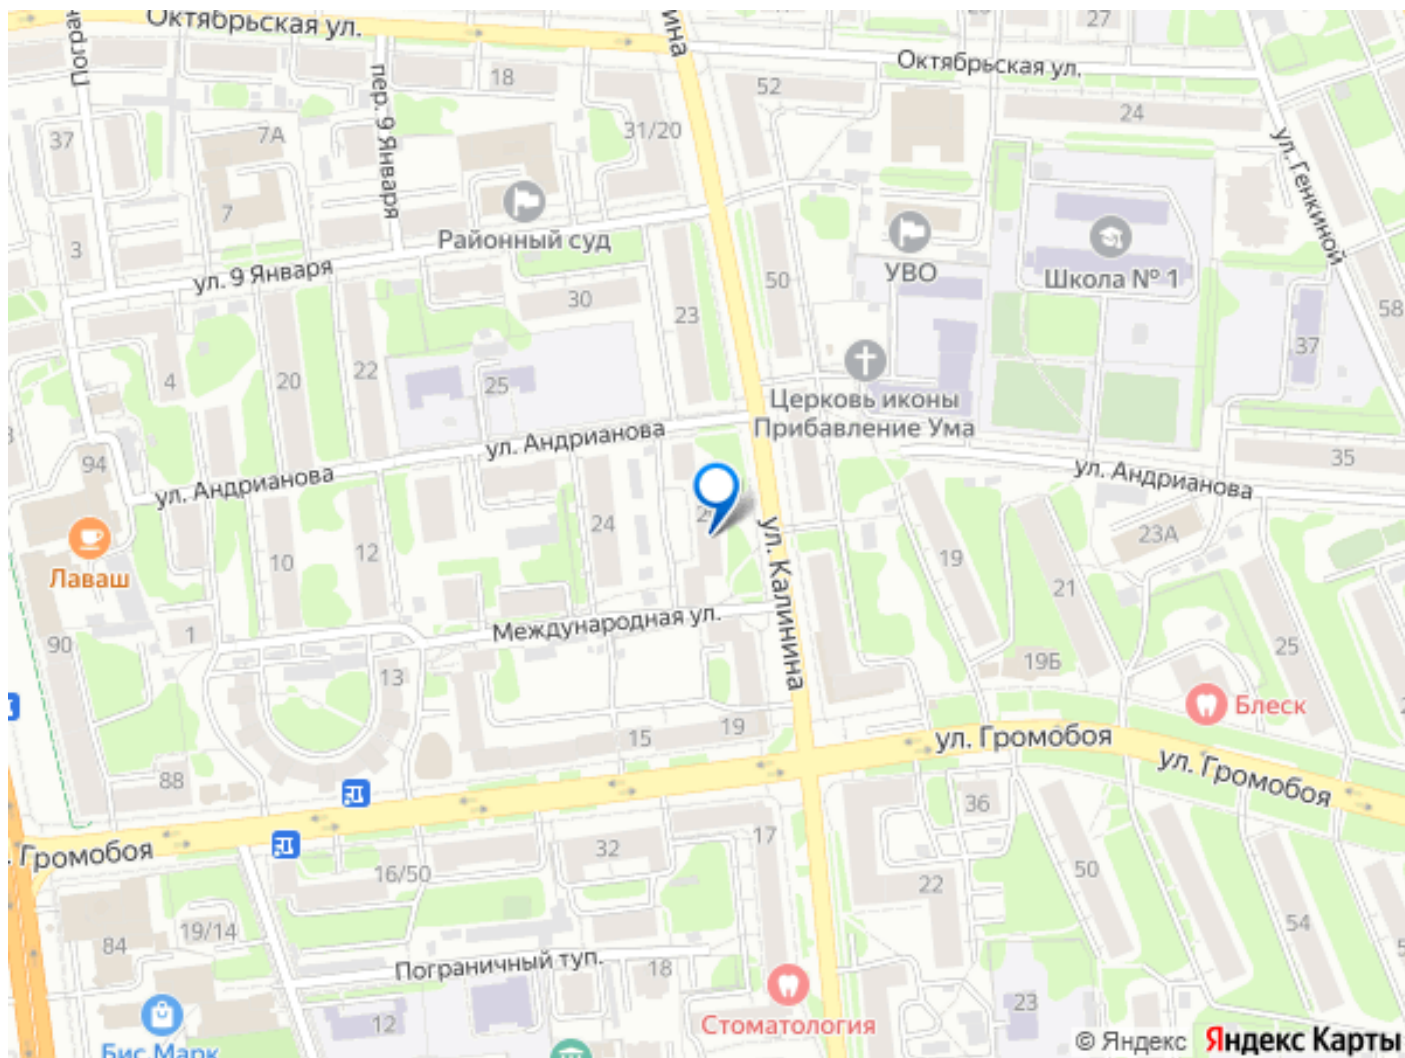 Октябрьская ул.
ина
27
Октябрьская ул.
Погран
пер. 9 Января
18
52
24
37
7А
31/20
ул. Генкиной
7
3
Районный суд
УВО
Школа № 1
ул. 9 Января
50
30
23
58
37
4
20
22
25
Церковь иконы
Прибавление Ума
ул. Андрианова
94
ул. Андрианова
ул. Андрианова
35
24
10
12
Лаваш
ул. Калинина
19
23А
21
1
Международная ул.
90
13
19Б
25
Блеск
15
19
ул. Громобоя
ул. Громобоя
88
36
17
. Громобоя
32
16/50
22
50
19/14
84
54
Пограничный туп.
18
12
Стоматология
23
Бис Марк
© Яндекс Яндекс Карты